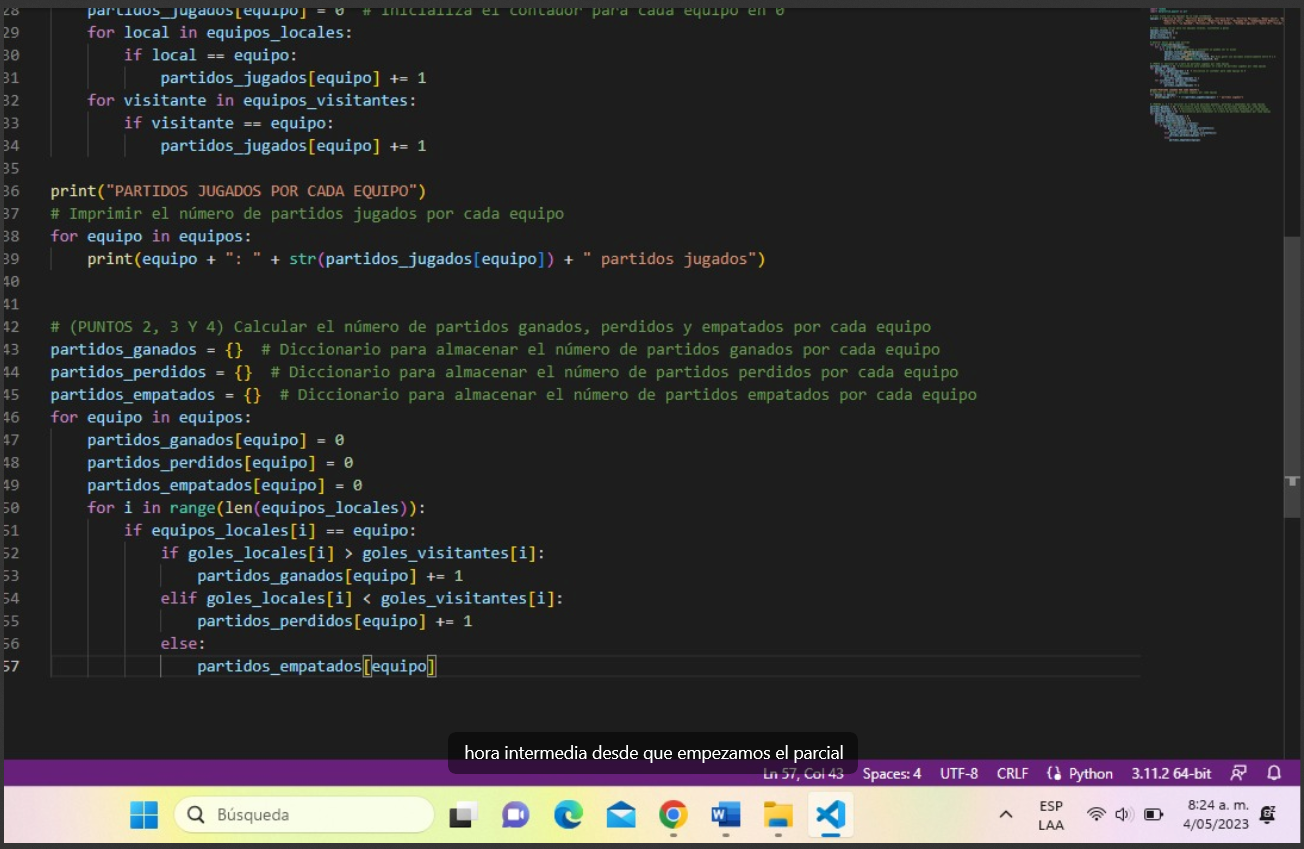 28 partidos_jugados[equipo] = 0  # Inicializa el contador para cada equipo en 0
29 for local in equipos_locales:
30 if local == equipo:
31 partidos_jugados[equipo] += 1
32 for visitante in equipos_visitantes:
33 if visitante == equipo:
34 partidos_jugados[equipo] += 1
35
36 print("PARTIDOS JUGADOS POR CADA EQUIPO")
37 # Imprimir el número de partidos jugados por cada equipo
38 for equipo in equipos:
39 print(equipo + ": " + str(partidos_jugados[equipo]) + " partidos jugados")
40
41
42 # (PUNTOS 2, 3 Y 4) Calcular el número de partidos ganados, perdidos y empatados por cada equipo
43 partidos_ganados = {}  # Diccionario para almacenar el número de partidos ganados por cada equipo
44 partidos_perdidos = {}  # Diccionario para almacenar el número de partidos perdidos por cada equipo
45 partidos_empatados = {}  # Diccionario para almacenar el número de partidos empatados por cada equipo
46 for equipo in equipos:
47 partidos_ganados[equipo] = 0
48 partidos_perdidos[equipo] = 0
49 partidos_empatados[equipo] = 0
50 for i in range(len(equipos_locales)):
51 if equipos_locales[i] == equipo:
52 if goles_locales[i] > goles_visitantes[i]:
53 partidos_ganados[equipo] += 1
54 elif goles_locales[i] < goles_visitantes[i]:
55 partidos_perdidos[equipo] += 1
56 else:
57 partidos_empatados[equipo]
hora intermedia desde que empezamos el parcial
Ln 57, Col 43 Spaces: 4 UTF-8 CRLF Python 3.11.2 64-bit
Búsqueda
ESP
LAA
8:24 a. m.
4/05/2023